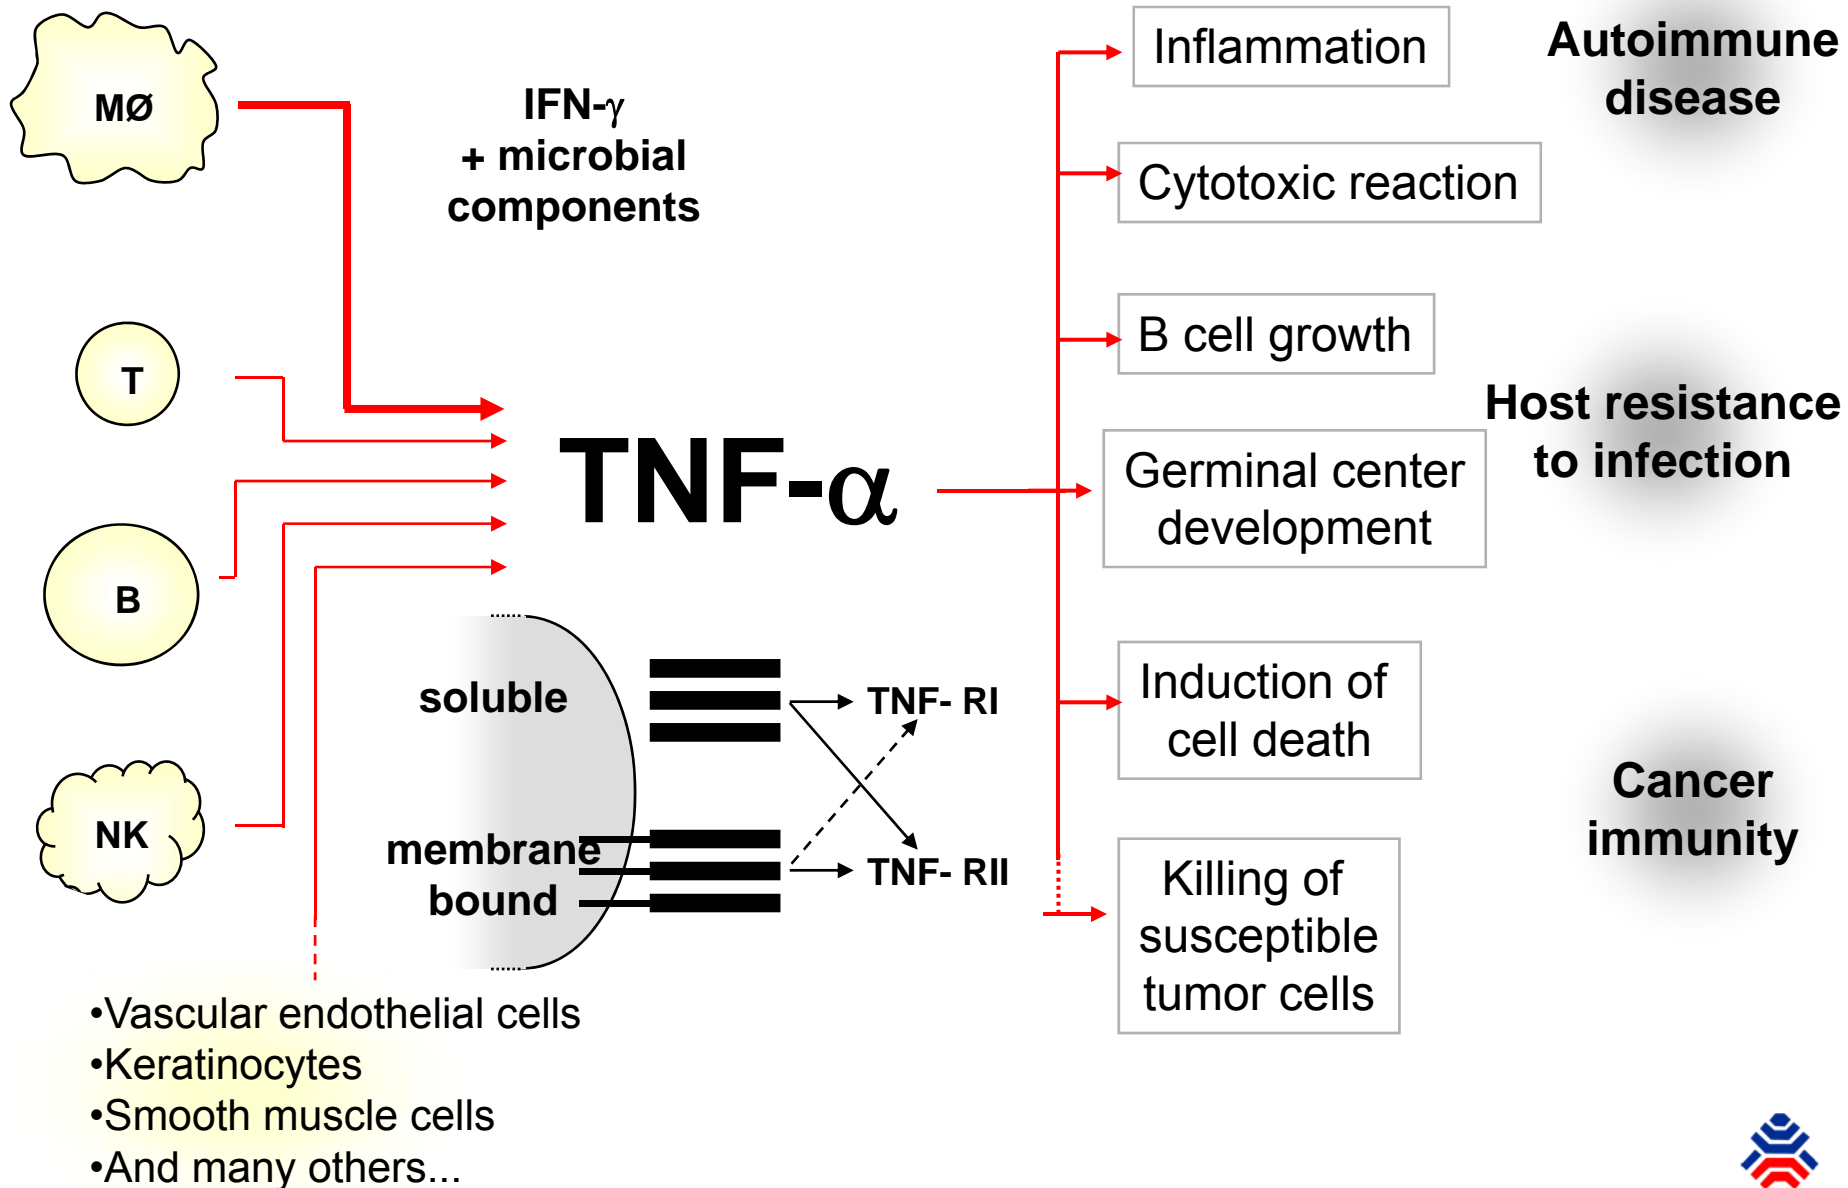 MØ
IFN-γ
+ microbial
components
T
B
NK
TNF-α
soluble
membrane
bound
TNF- RI
TNF- RII
•Vascular endothelial cells
•Keratinocytes
•Smooth muscle cells
•And many others...
Inflammation
Cytotoxic reaction
B cell growth
Germinal center
development
Induction of
cell death
Killing of
susceptible
tumor cells
Autoimmune
disease
Host resistance
to infection
Cancer
immunity